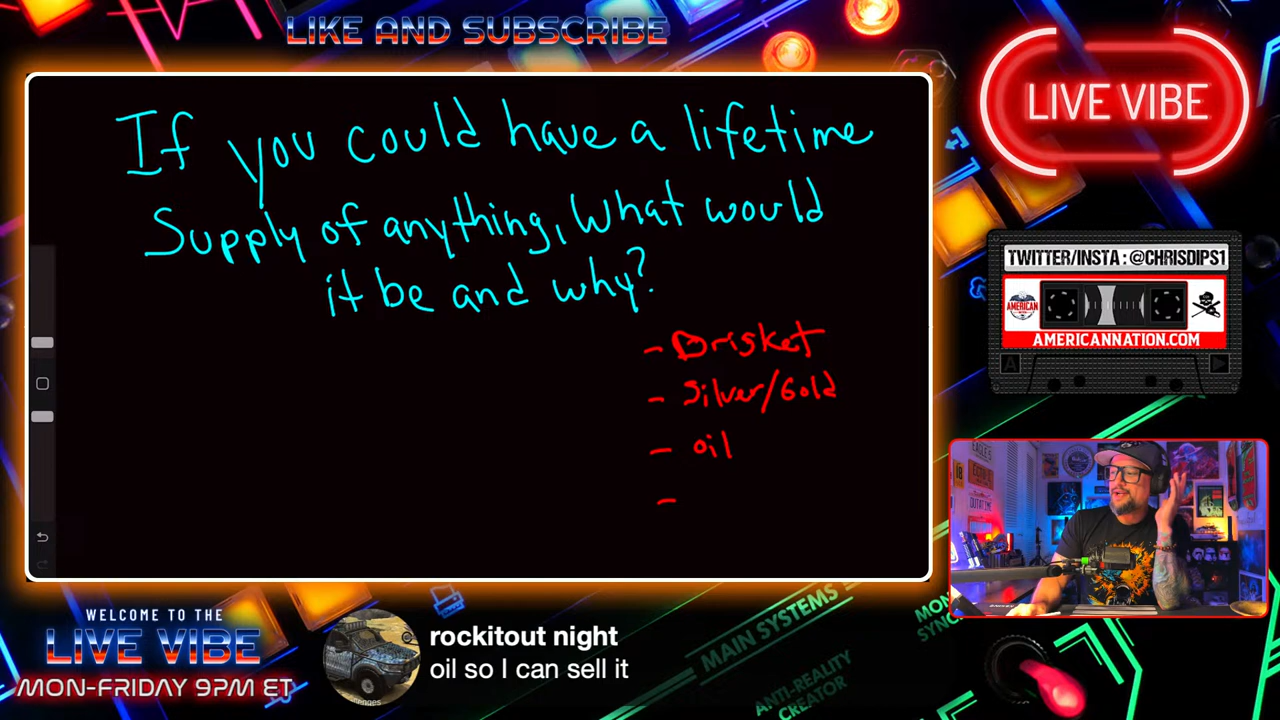 LIKE AND SUBSCRIBE
If you could have a lifetime
Supply of anything, What would
it be and why?
- Brisket
- Silver/Gold
- oil
-
LIVE VIBE
TWITTER/INSTA : @CHRISDIPS1
AMERICAN
AMERICANNATION.COM
A
WELCOME TO THE
LIVE VIBE
MON-FRIDAY 9PM ET
rockitout night
oil so I can sell it
MAIN SYSTEMS
ANTI-REALITY
CREATOR